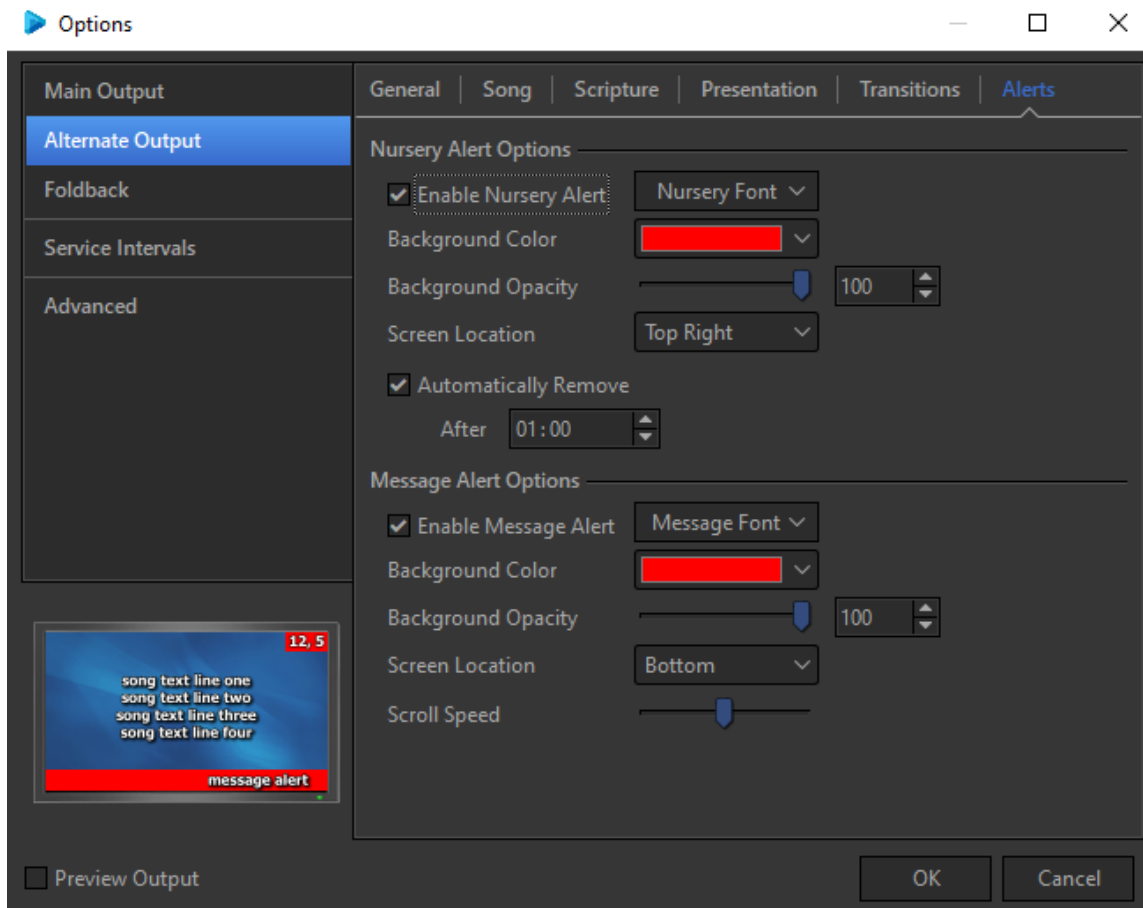 Options
Main Output
Alternate Output
Foldback
Service Intervals
Advanced
General Song Scripture Presentation Transitions Alerts
Nursery Alert Options
Enable Nursery Alert Nursery Font
Background Color
Background Opacity 100
Screen Location Top Right
Automatically Remove
After 01:00
Message Alert Options
Enable Message Alert Message Font
Background Color
Background Opacity 100
Screen Location Bottom
Scroll Speed
12, 5
song text line one
song text line two
song text line three
song text line four
message alert
Preview Output
OK Cancel